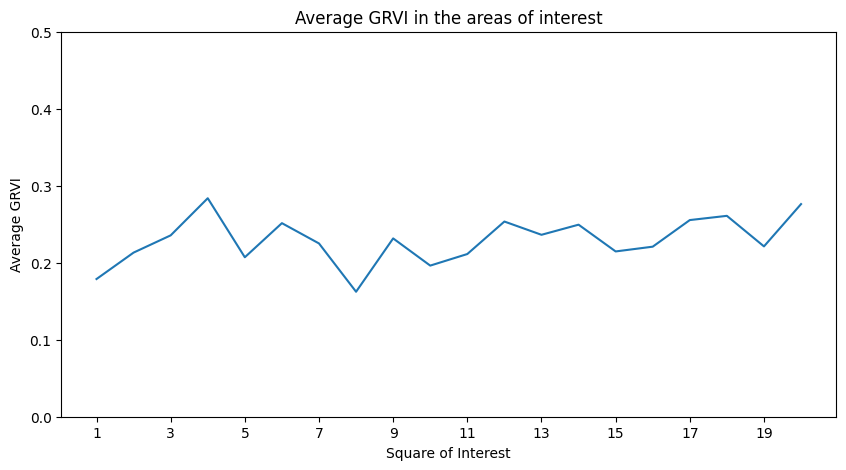 Average GRVI in the areas of interest
0.5
0.4
0.3
0.2
0.1
0.0
Average GRVI
1 3 5 7 9 11 13 15 17 19
Square of Interest